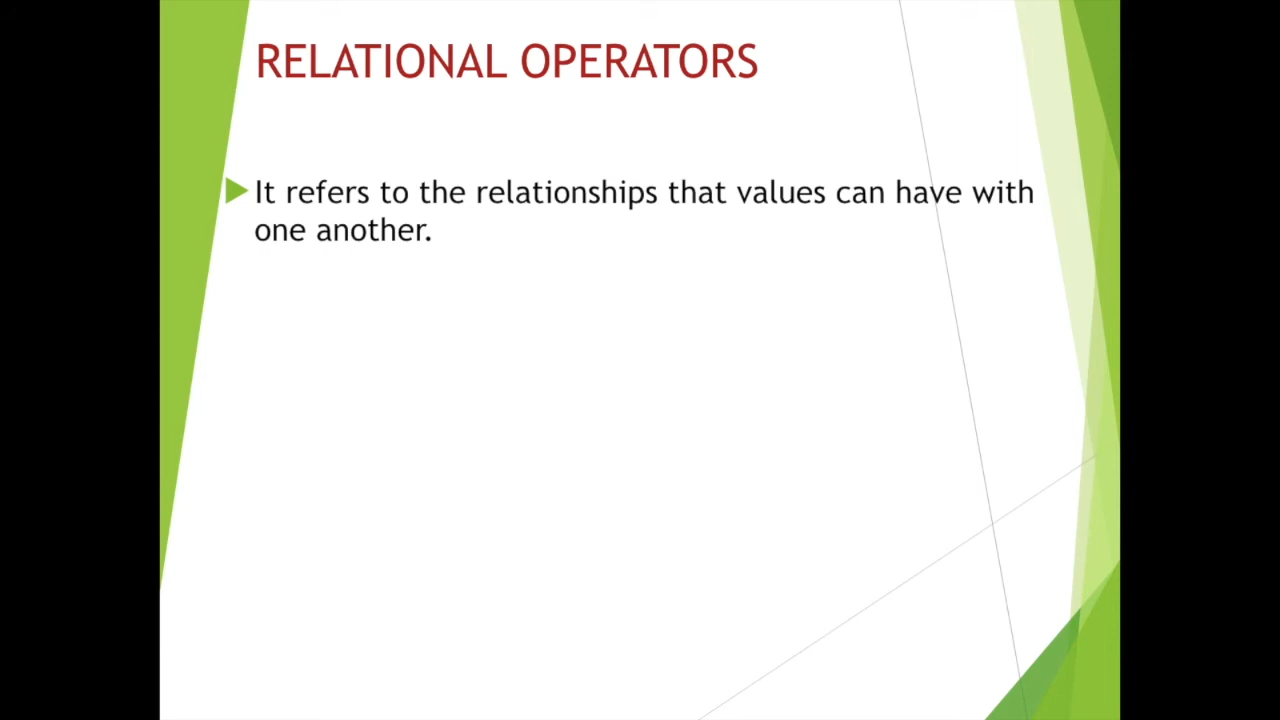 RELATIONAL OPERATORS
It refers to the relationships that values can have with
one another.